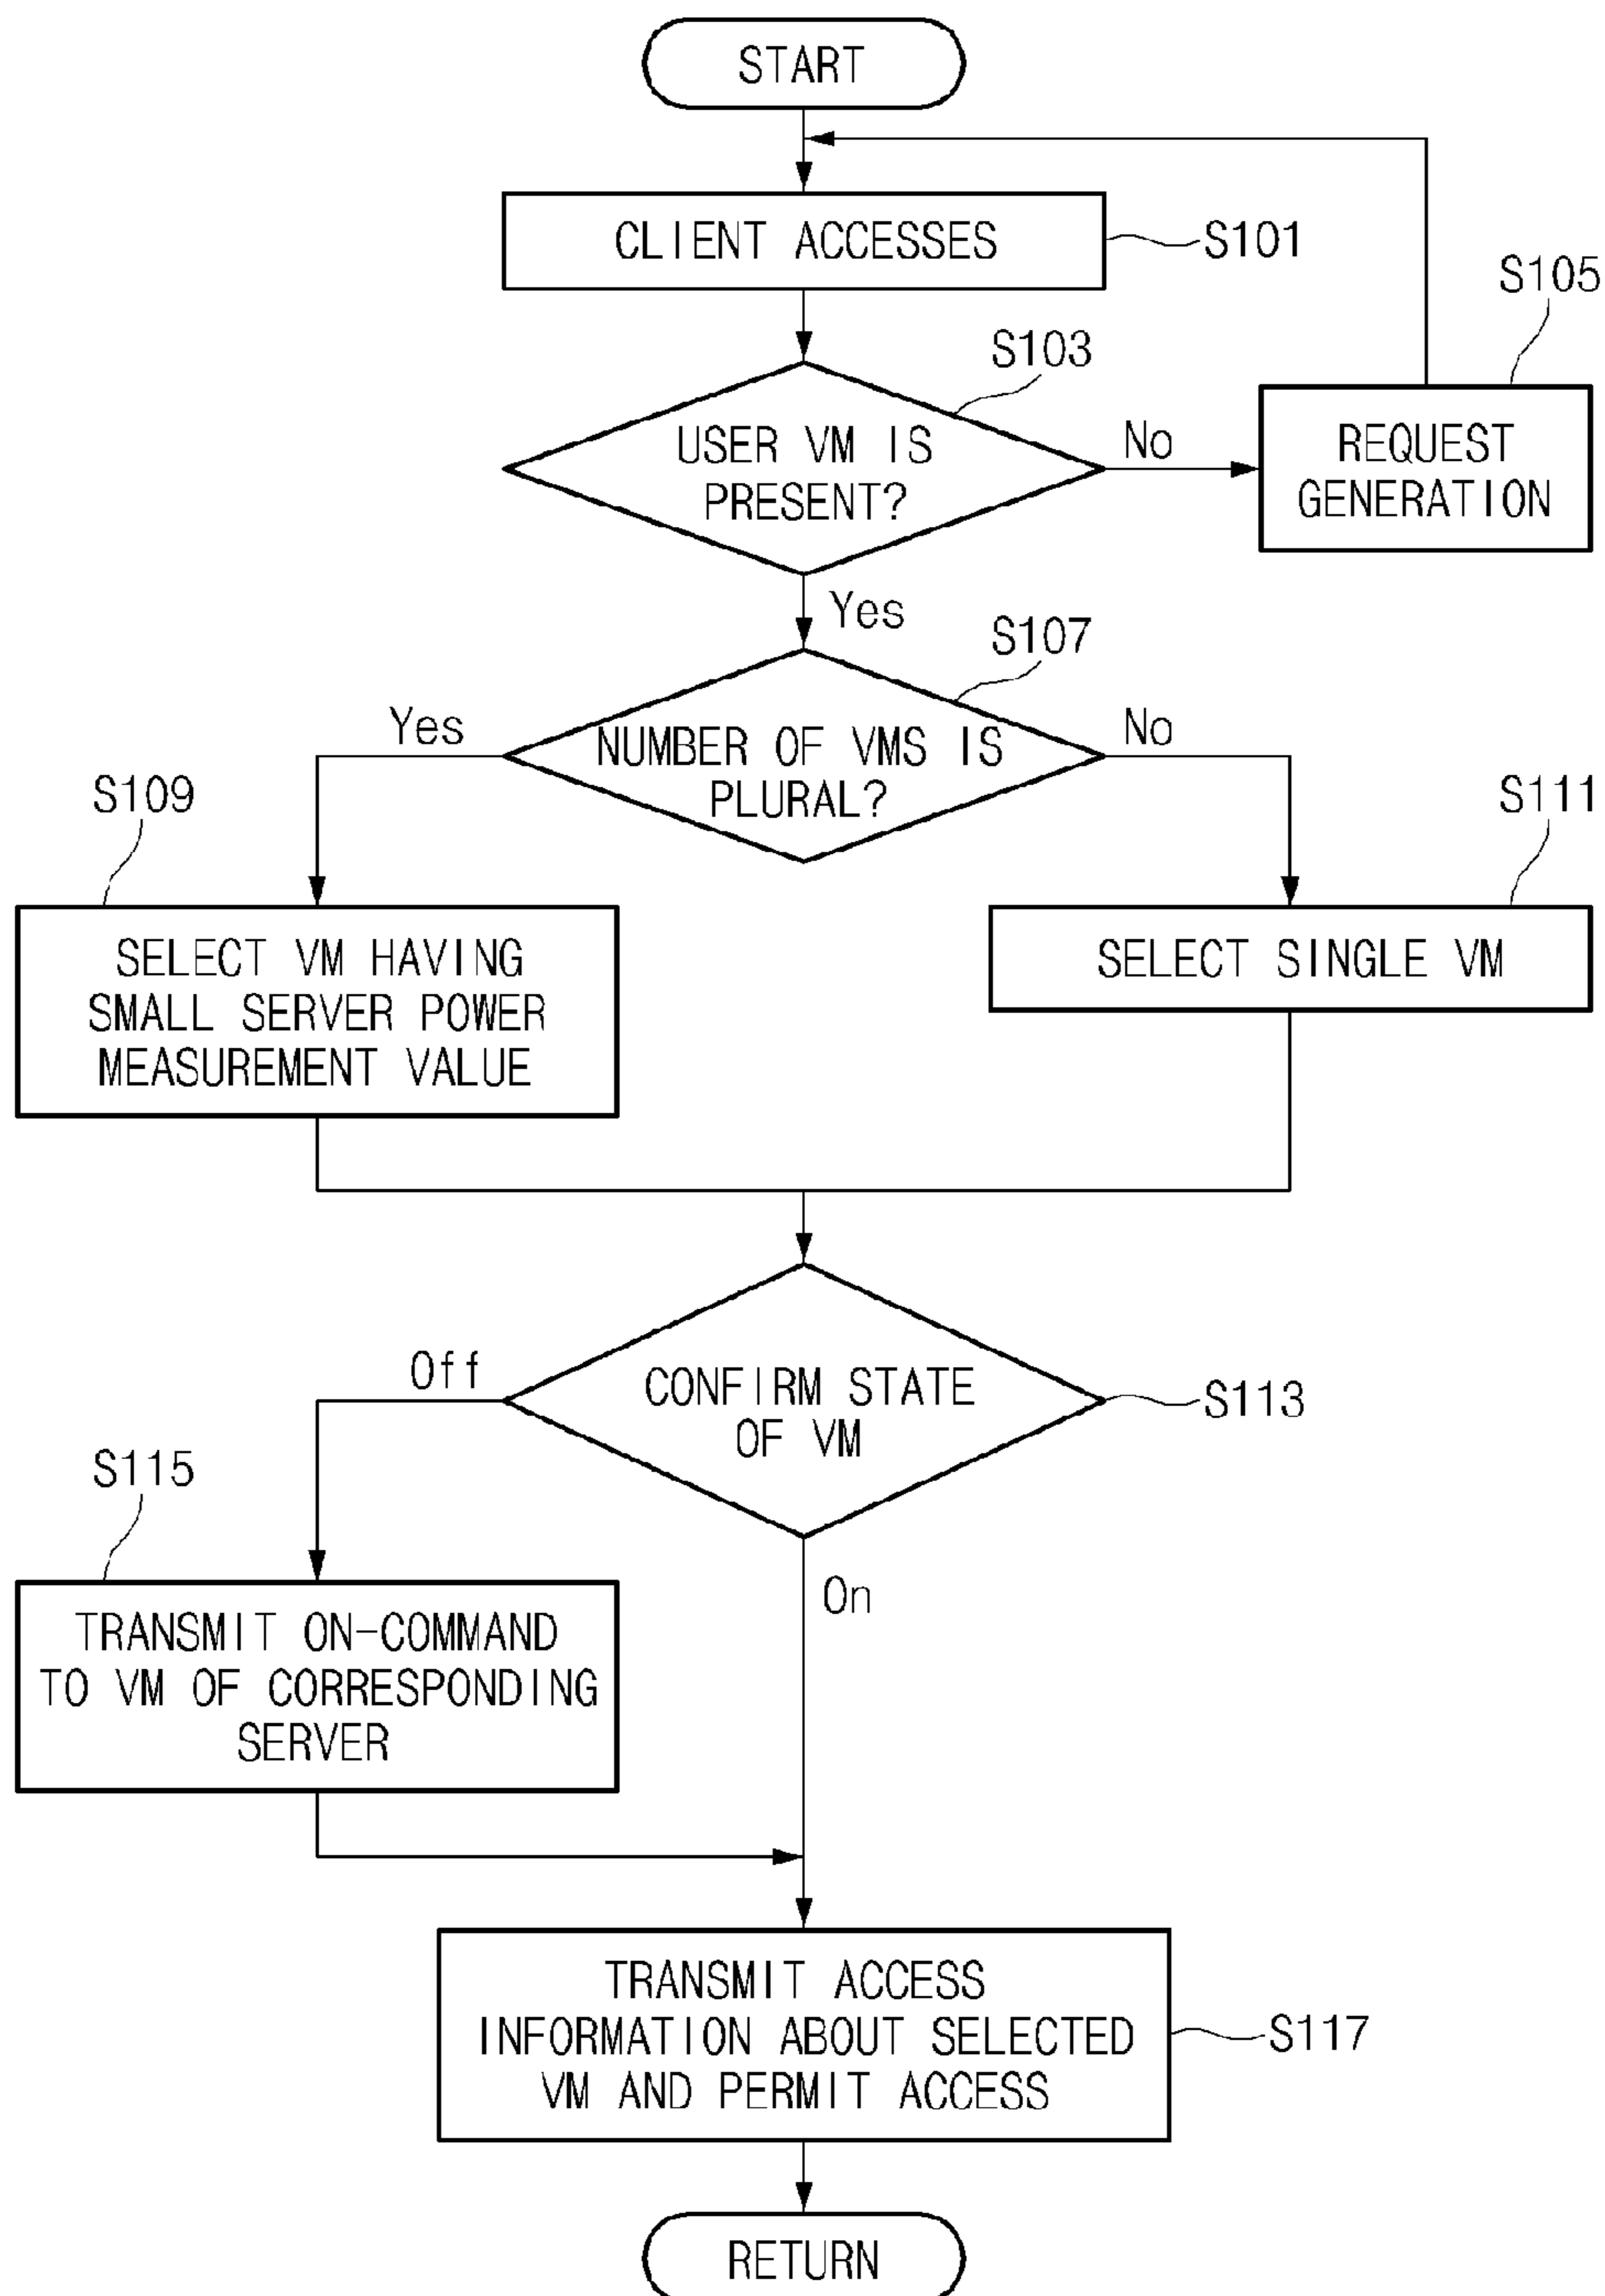 START
CLIENT ACCESSES
S101
S105
S103
USER VM IS
PRESENT?
No
REQUEST
GENERATION
Yes
S107
Yes
NUMBER OF VMS IS
PLURAL?
No
S109
S111
SELECT VM HAVING
SMALL SERVER POWER
MEASUREMENT VALUE
SELECT SINGLE VM
Off
CONFIRM STATE
OF VM
S113
S115
On
TRANSMIT ON-COMMAND
TO VM OF CORRESPONDING
SERVER
TRANSMIT ACCESS
INFORMATION ABOUT SELECTED
VM AND PERMIT ACCESS
S117
RETURN